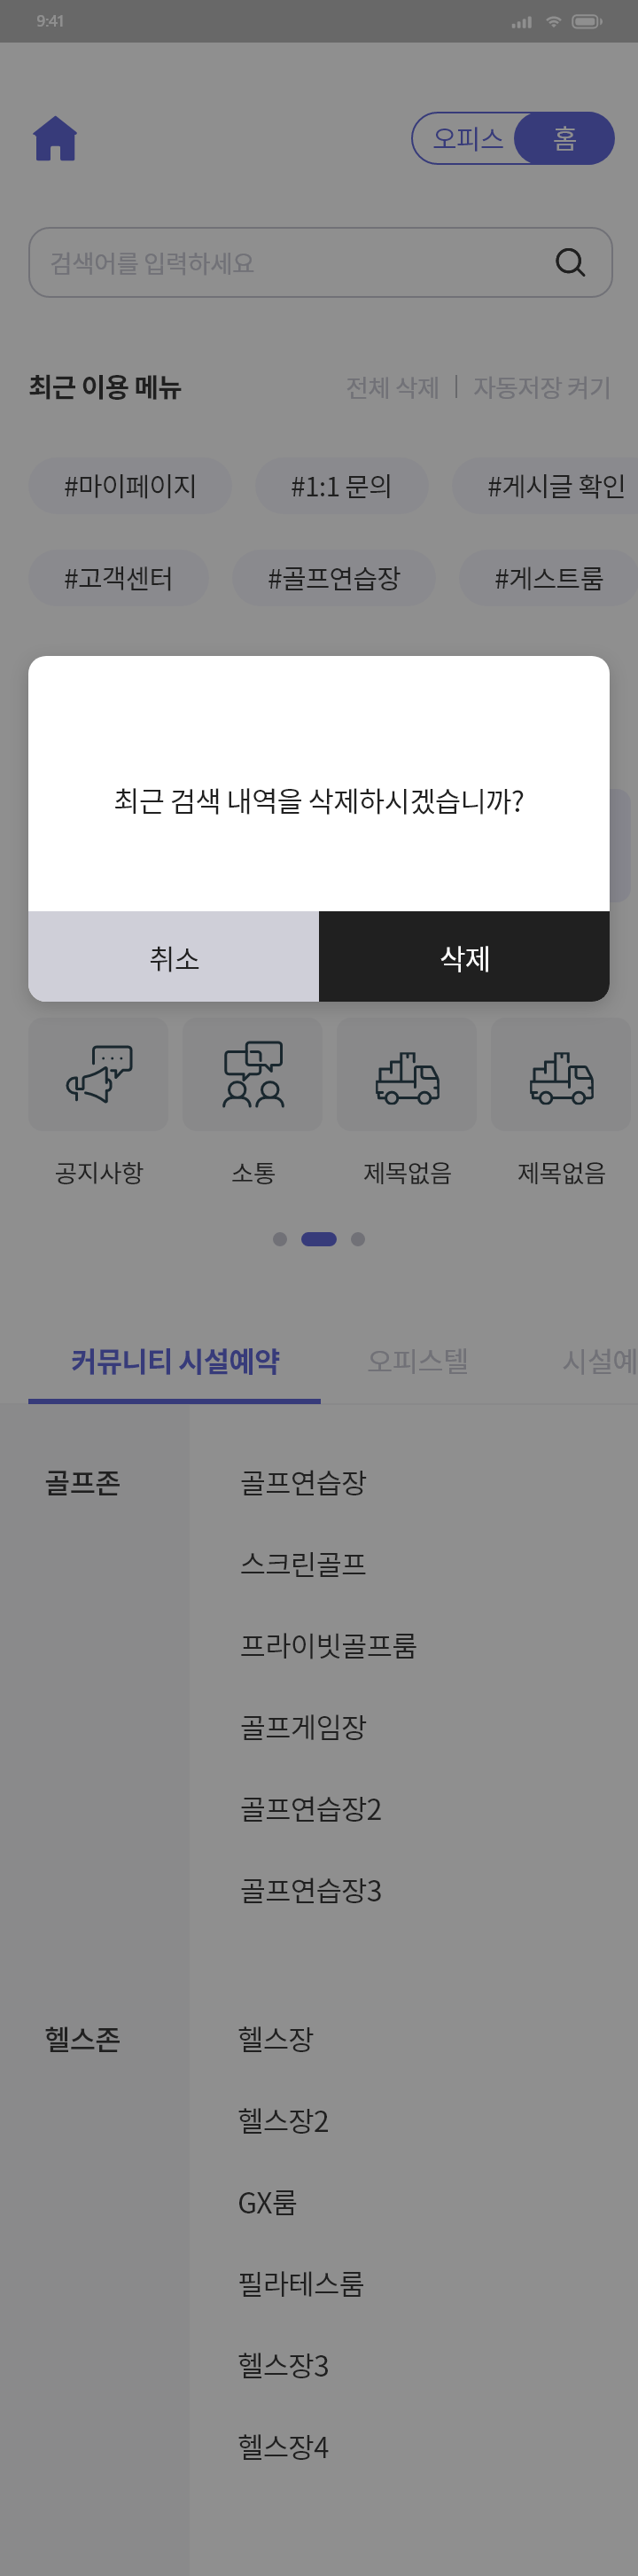 9:41
오피스 홈
검색어를 입력하세요
최근 이용 메뉴 전체 삭제 | 자동저장 켜기
#마이페이지 #1:1 문의 #게시글 확인
#고객센터 #골프연습장 #게스트룸
최근 검색 내역을 삭제하시겠습니까?
취소 삭제
공지사항 소통 제목없음 제목없음
커뮤니티 시설예약 오피스텔 시설예
골프존 골프연습장
스크린골프
프라이빗골프룸
골프게임장
골프연습장2
골프연습장3
헬스존 헬스장
헬스장2
GX룸
필라테스룸
헬스장3
헬스장4